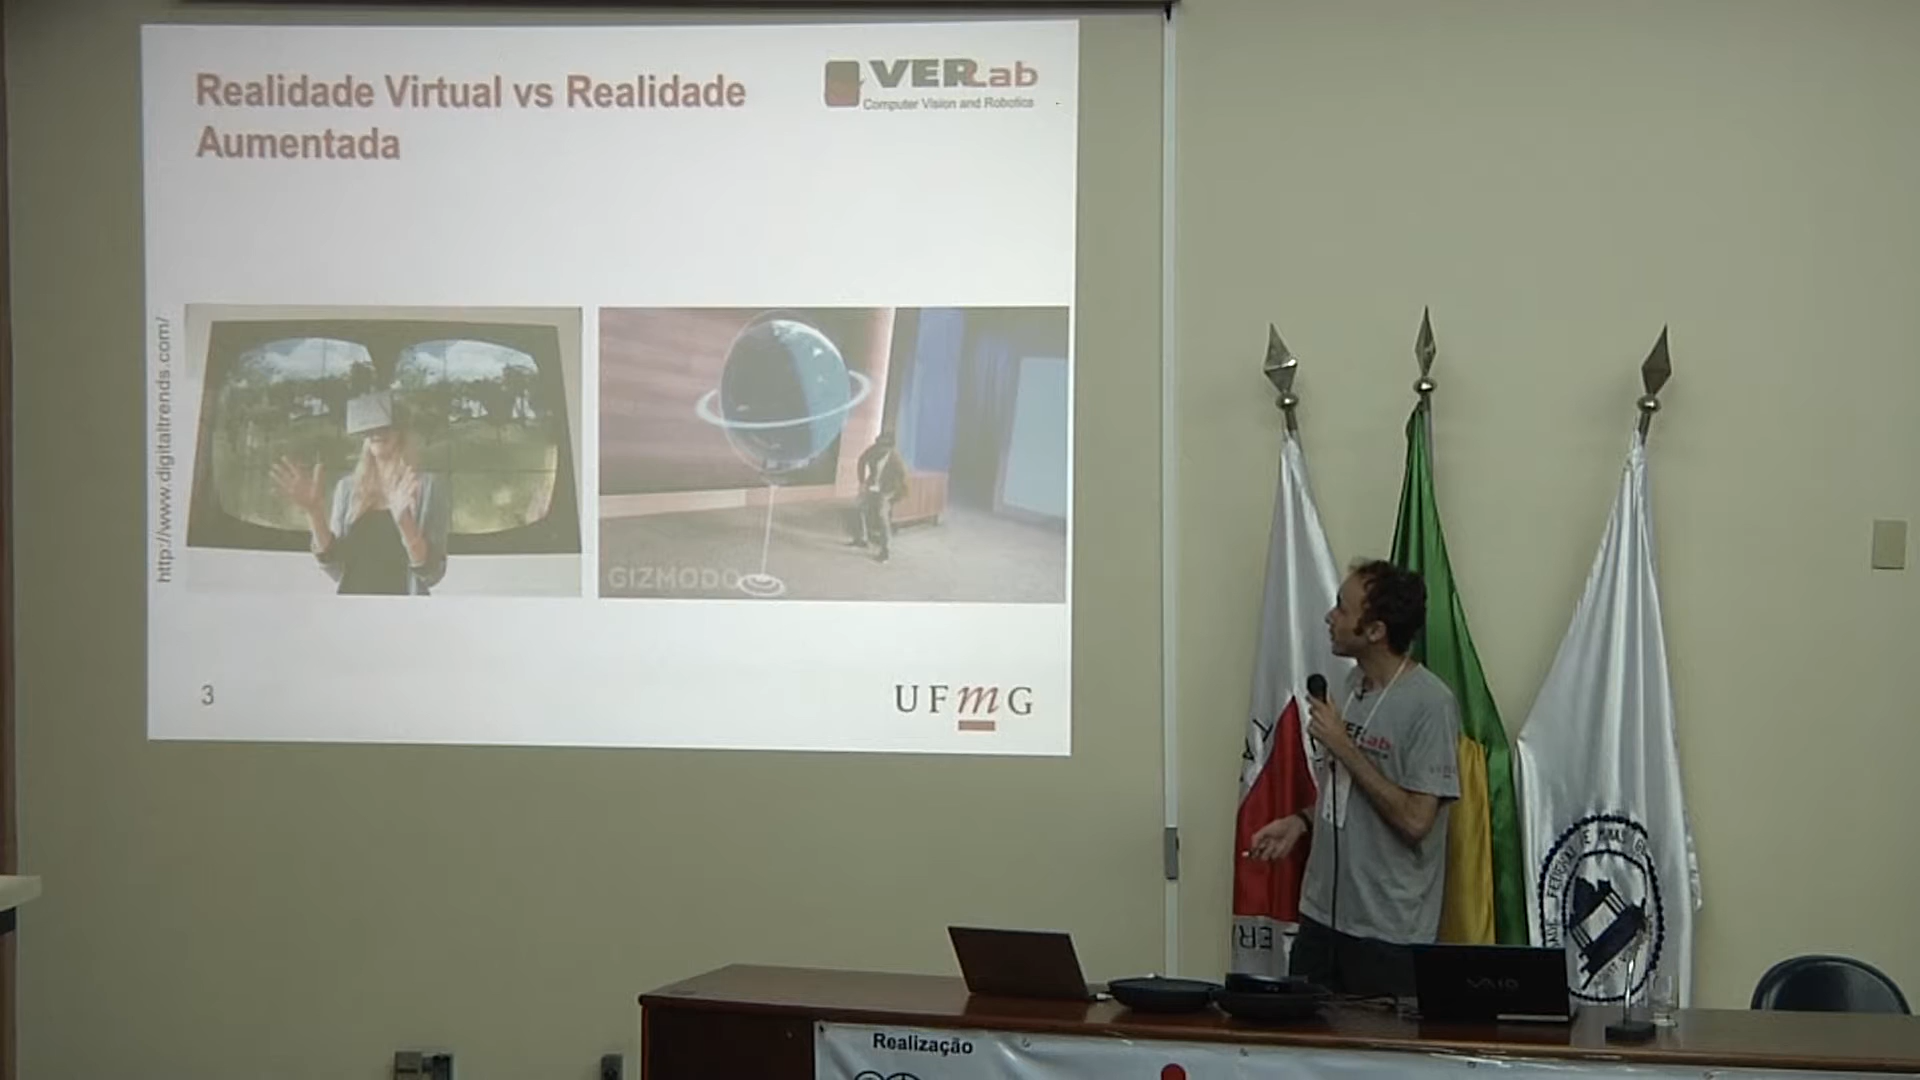 Realidade Virtual vs Realidade
Aumentada
VERLab
Computer Vision and Robotics
http://www.digitaltrends.com/
GIZMODO
3
UFmG
VERLab
VAIO
Realização